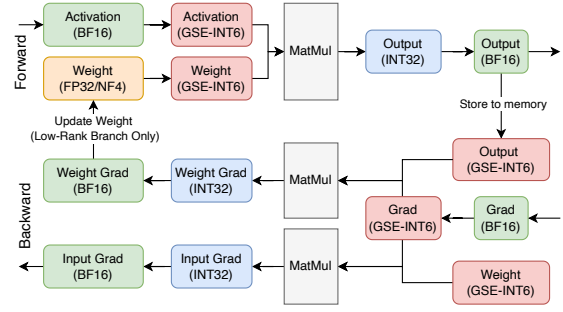 Forward
Activation
(BF16)
Activation
(GSE-INT6)
MatMul
Output
(INT32)
Output
(BF16)
Weight
(FP32/NF4)
Weight
(GSE-INT6)
Store to memory
Update Weight
(Low-Rank Branch Only)
Backward
Weight Grad
(BF16)
Weight Grad
(INT32)
MatMul
Output
(GSE-INT6)
Grad
(GSE-INT6)
Grad
(BF16)
Input Grad
(BF16)
Input Grad
(INT32)
MatMul
Weight
(GSE-INT6)